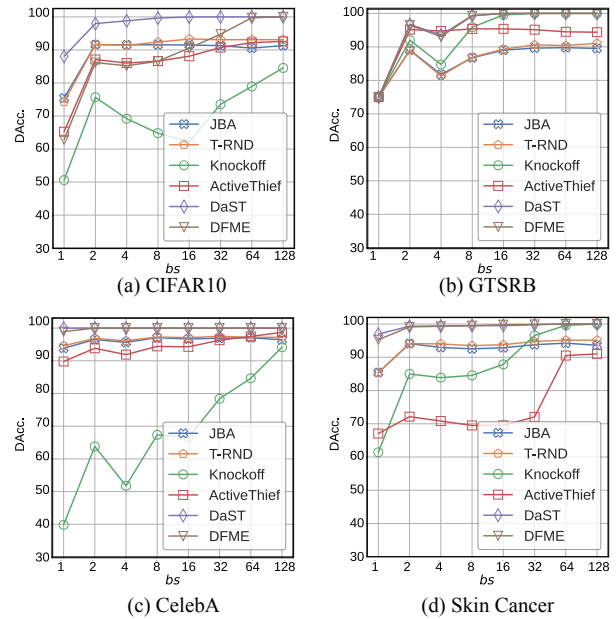 100
90
80
70
60
50
40
30
DAcc.
JBA
T-RND
Knockoff
ActiveThief
DaST
DFME
1 2 4 8 16 32 64 128
bs
(a) CIFAR10
100
90
80
70
60
50
40
30
DAcc.
JBA
T-RND
Knockoff
ActiveThief
DaST
DFME
1 2 4 8 16 32 64 128
bs
(b) GTSRB
100
90
80
70
60
50
40
30
DAcc.
JBA
T-RND
Knockoff
ActiveThief
DaST
DFME
1 2 4 8 16 32 64 128
bs
(c) CelebA
100
90
80
70
60
50
40
30
DAcc.
JBA
T-RND
Knockoff
ActiveThief
DaST
DFME
1 2 4 8 16 32 64 128
bs
(d) Skin Cancer